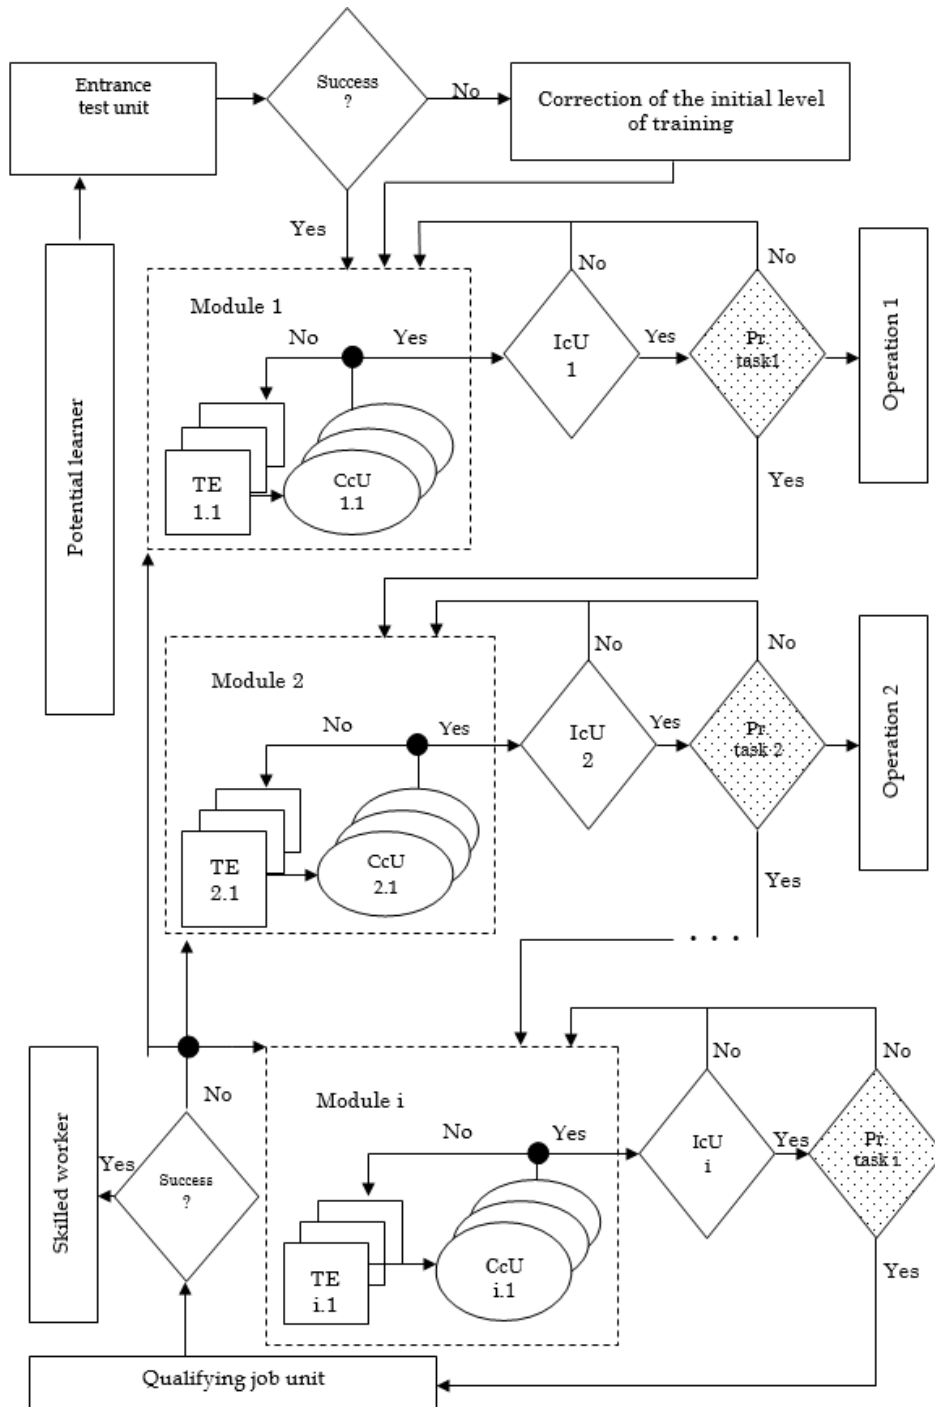 Entrance
test unit
Success
?
No
Correction of the initial level
of training
Yes
Potential learner
Module 1
No
Yes
TE
1.1
CcU
1.1
IcU
1
No
Yes
Pr.
task1
No
Yes
Operation 1
Module 2
No
Yes
TE
2.1
CcU
2.1
IcU
2
No
Yes
Pr.
task 2
No
Yes
Operation 2
. . .
Module i
No
Yes
TE
i.1
CcU
i.1
IcU
i
No
Yes
Pr.
task i
No
Yes
Skilled worker
Yes
Success
?
No
Qualifying job unit